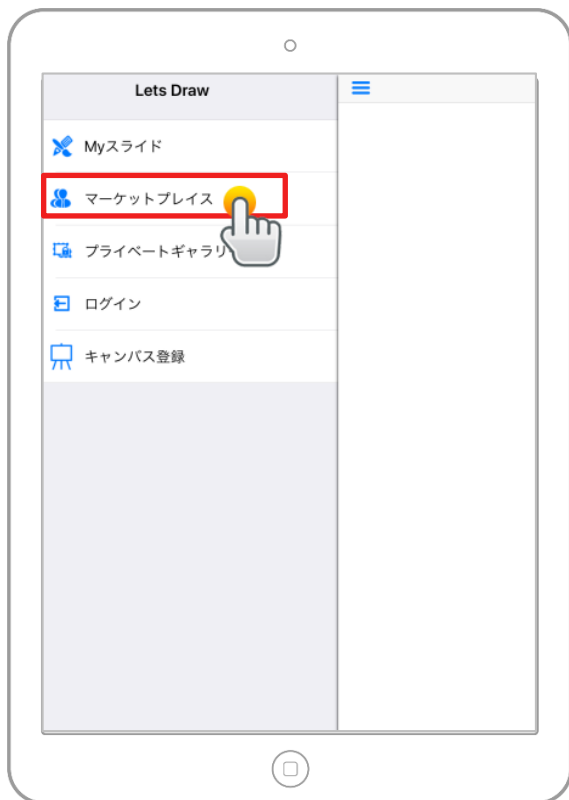 Lets Draw
Myスライド
マーケットプレイス
プライベートギャラリ
ログイン
キャンバス登録